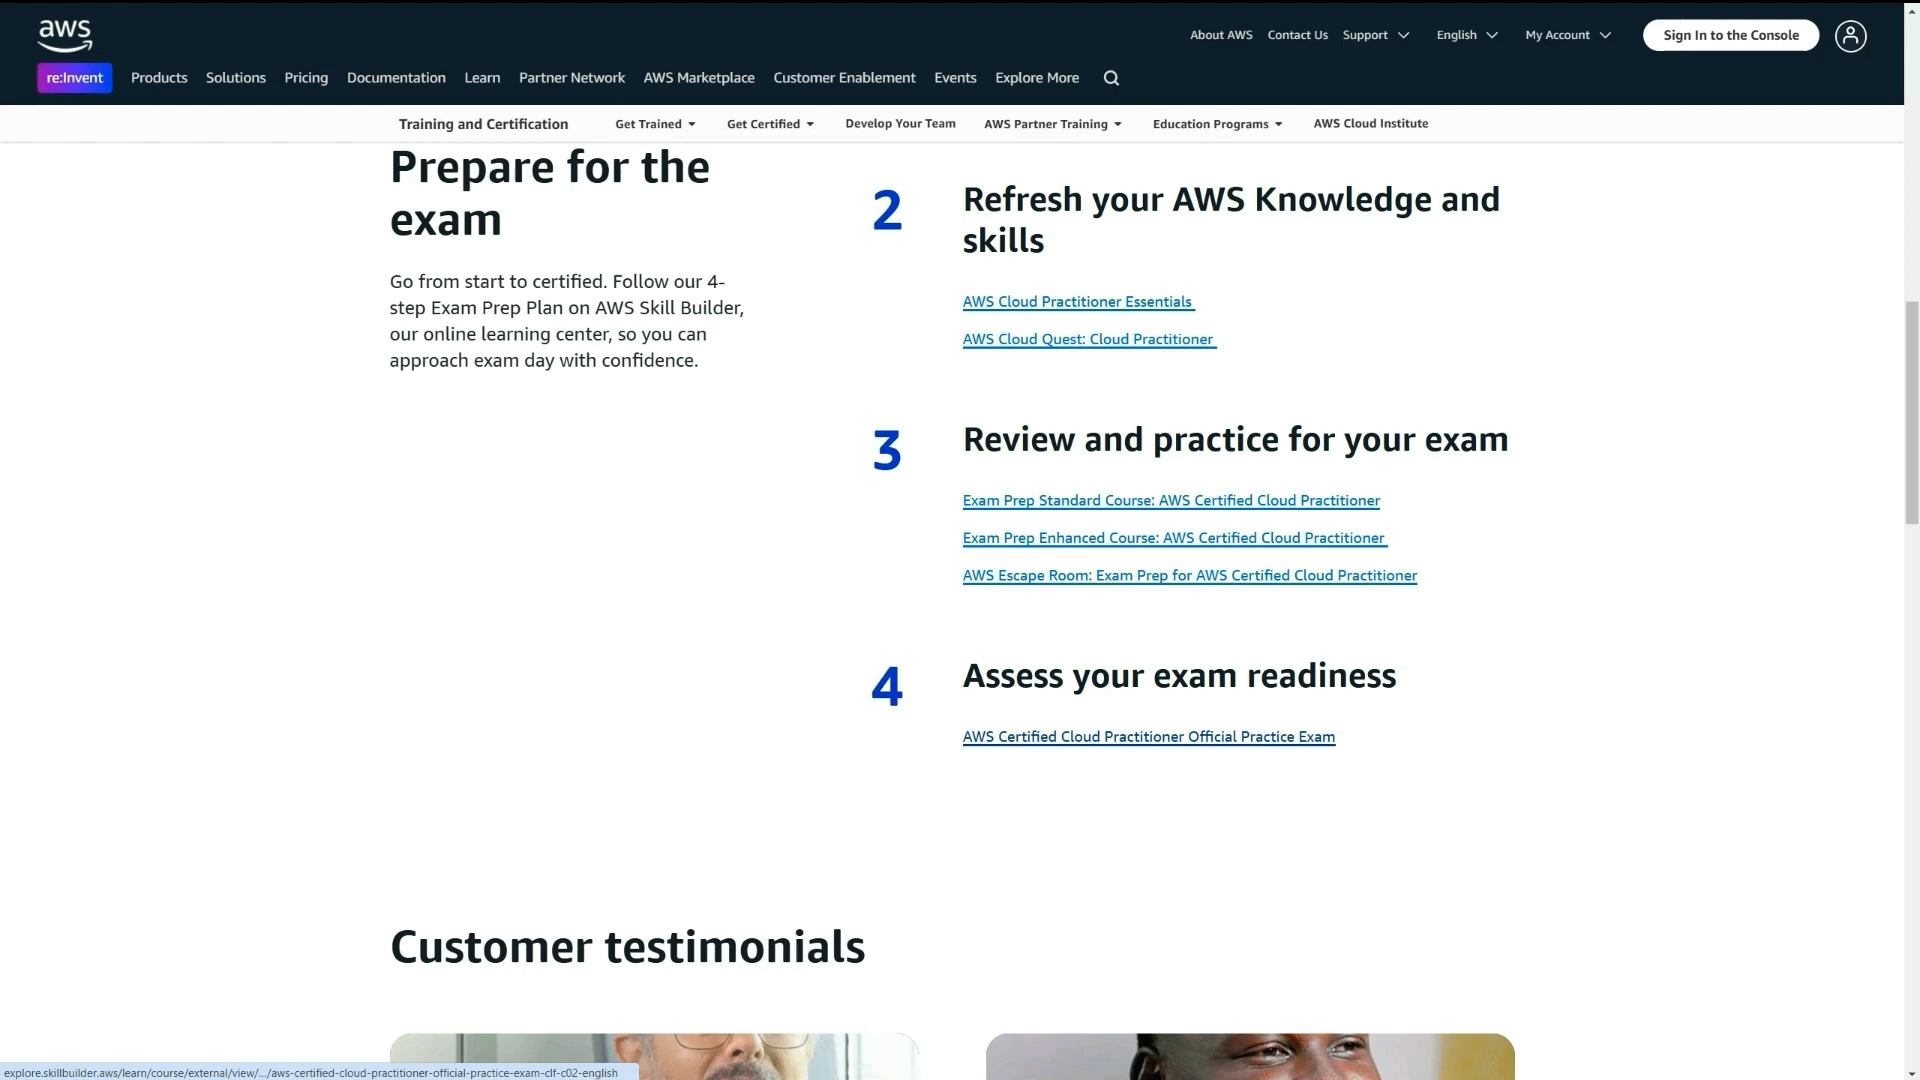 aws
About AWS Contact Us Support English My Account Sign In to the Console
re:Invent Products Solutions Pricing Documentation Learn Partner Network AWS Marketplace Customer Enablement Events Explore More
Training and Certification Get Trained Get Certified Develop Your Team AWS Partner Training Education Programs AWS Cloud Institute
Prepare for the
exam
Go from start to certified. Follow our 4-
step Exam Prep Plan on AWS Skill Builder,
our online learning center, so you can
approach exam day with confidence.
2
Refresh your AWS Knowledge and
skills
AWS Cloud Practitioner Essentials
AWS Cloud Quest: Cloud Practitioner
3
Review and practice for your exam
Exam Prep Standard Course: AWS Certified Cloud Practitioner
Exam Prep Enhanced Course: AWS Certified Cloud Practitioner
AWS Escape Room: Exam Prep for AWS Certified Cloud Practitioner
4
Assess your exam readiness
AWS Certified Cloud Practitioner Official Practice Exam
Customer testimonials
explore.skillbuilder.aws/learn/course/external/view/.../aws-certified-cloud-practitioner-official-practice-exam-clf-c02-english